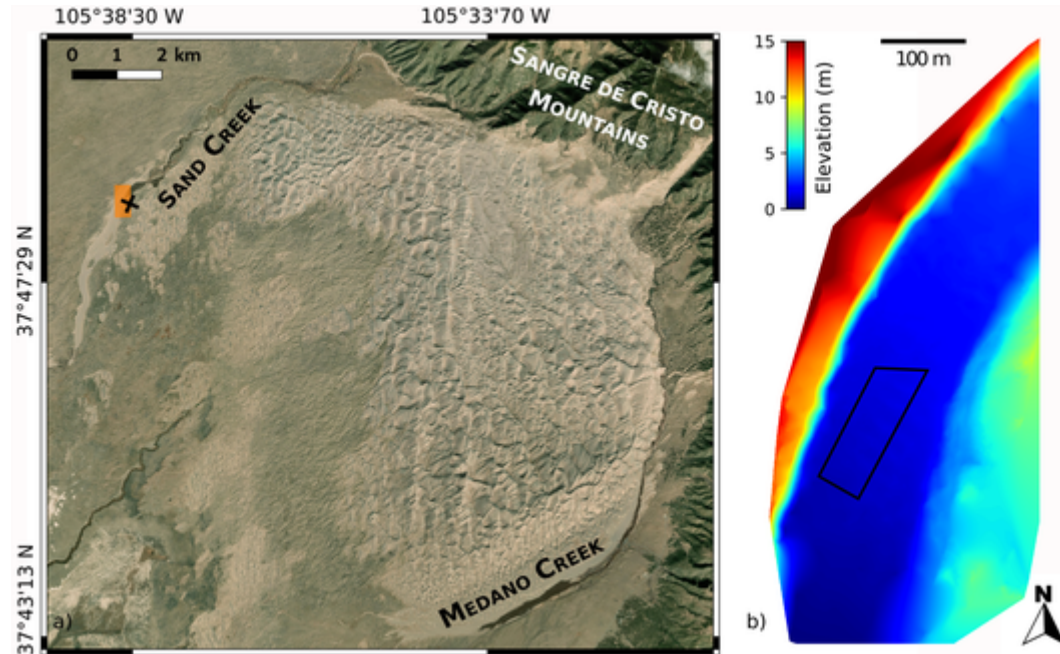 105°38'30 W
105°33'70 W
0 1 2 km
SANGRE DE CRISTO
MOUNTAINS
SAND CREEK
37°47'29 N
37°43'13 N
MEDANO CREEK
a)
15
10
5
0
Elevation (m)
100 m
b)
N